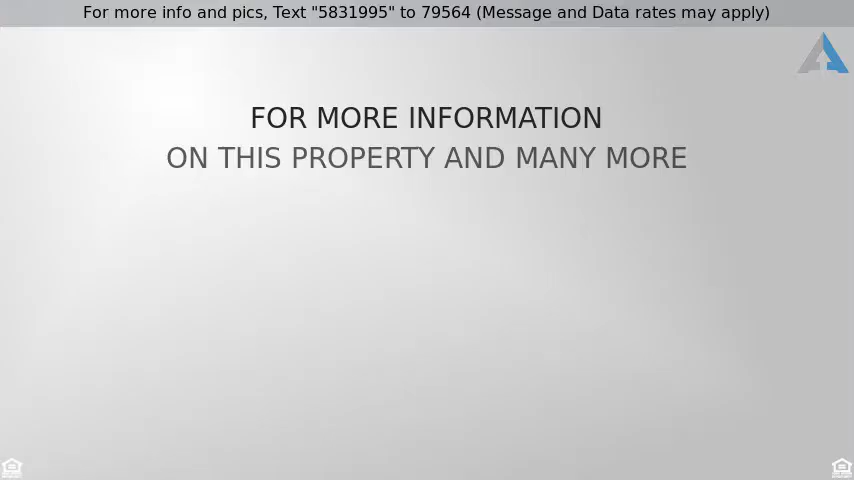 For more info and pics, Text "5831995" to 79564 (Message and Data rates may apply)
FOR MORE INFORMATION
ON THIS PROPERTY AND MANY MORE